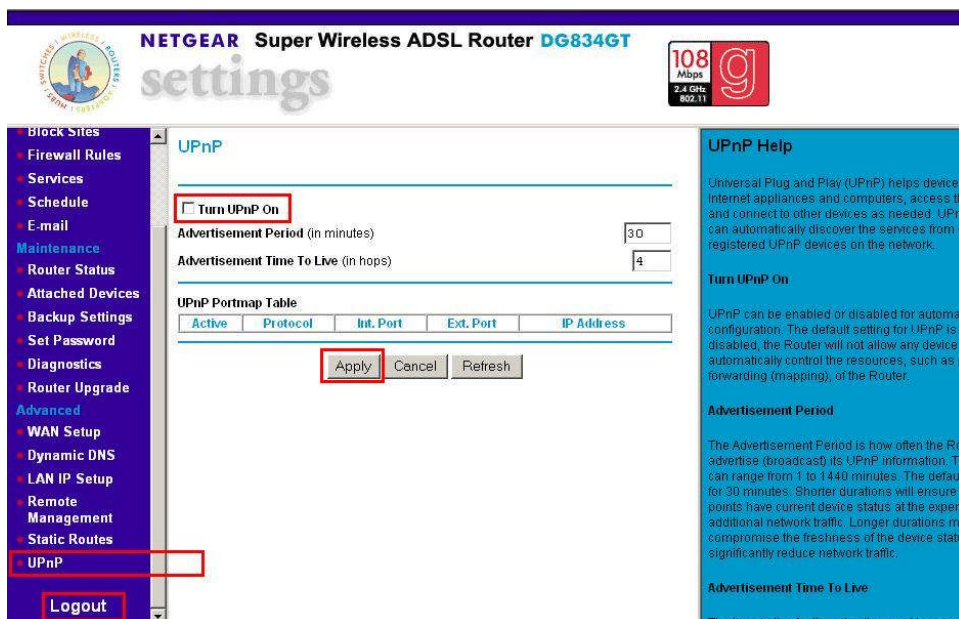 NETGEAR Super Wireless ADSL Router DG834GT
settings
108
Mbps
2.4 GHz
802.11
g
Block Sites
Firewall Rules
Services
Schedule
E-mail
Maintenance
Router Status
Attached Devices
Backup Settings
Set Password
Diagnostics
Router Upgrade
Advanced
WAN Setup
Dynamic DNS
LAN IP Setup
Remote
Management
Static Routes
UPnP
Logout
UPnP
Turn UPnP On
Advertisement Period (in minutes) 30
Advertisement Time To Live (in hops) 4
UPnP Portmap Table
Active Protocol Int. Port Ext. Port IP Address
Apply Cancel Refresh
UPnP Help
Universal Plug and Play (UPnP) helps device
Internet appliances and computers, access
and connect to other devices as needed.
can automatically discover the services from
registered UPnP devices on the network.
Turn UPnP On
UPnP can be enabled or disabled for
configuration. The default setting for UPnP is
disabled, the Router will not allow any device
automatically control the resources, such as
forwarding (mapping), of the Router.
Advertisement Period
The Advertisement Period is how often the
advertise (broadcast) its UPnP information.
can range from 1 to 1440 minutes. The
for 30 minutes. Shorter durations will ensure
points have current device status at the
additional network traffic. Longer durations
compromise the freshness of the device
significantly reduce network traffic.
Advertisement Time To Live